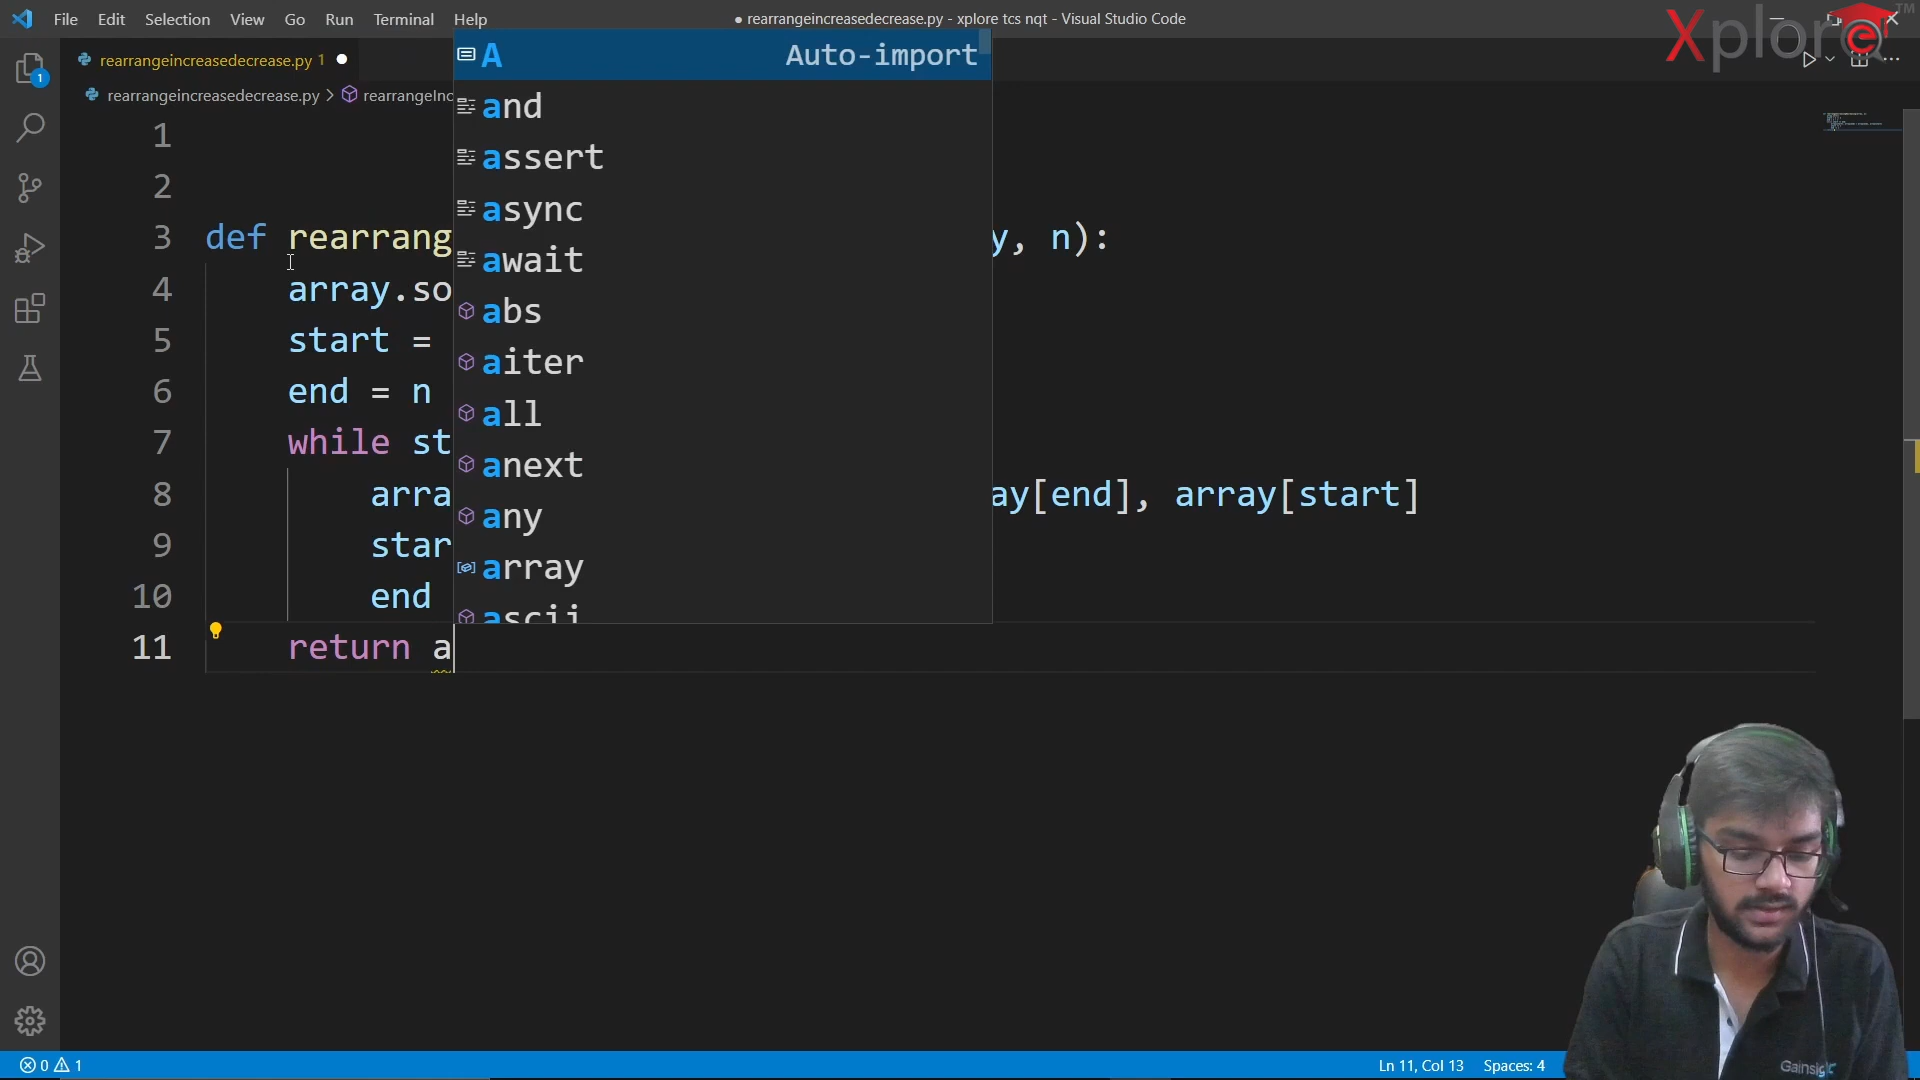 File Edit Selection View Go Run Terminal Help
● rearrangeincreasedecrease.py - xplore tcs nqt - Visual Studio Code
Xplore TM
rearrangeincreasedecrease.py 1 ●
rearrangeincreasedecrease.py > rearrangeInc
1
2
3 def rearrang y, n):
4 array.so
5 start =
6 end = n
7 while st
8 arra ay[end], array[start]
9 star
10 end
11 return a
A Auto-import
and
assert
async
await
abs
aiter
all
anext
any
array
ascii
1
0 1
Ln 11, Col 13 Spaces: 4